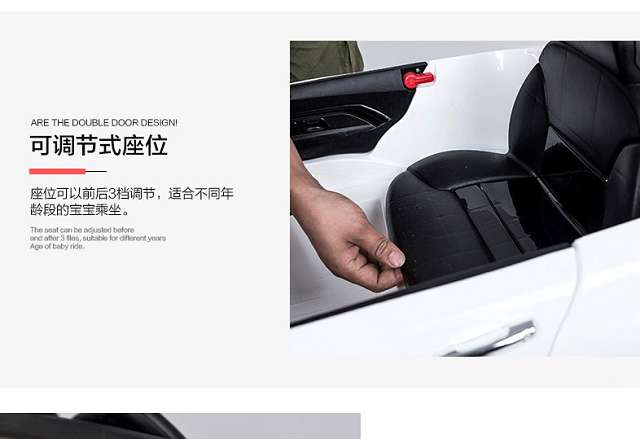 ARE THE DOUBLE DOOR DESIGN!
可调节式座位
座位可以前后3档调节，适合不同年
龄段的宝宝乘坐。
The seat can be adjusted before
and after 3 files, suitable for different years
Age of baby ride.